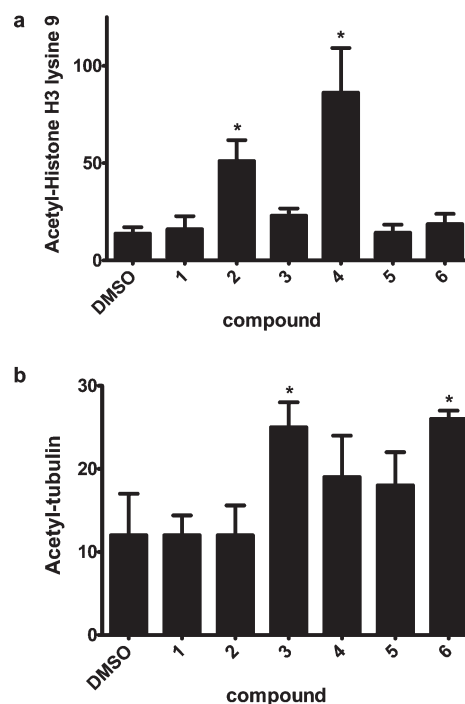 a
Acetyl-Histone H3 lysine 9
100
50
0
*
*
DMSO 1 2 3 4 5 6
compound
b
Acetyl-tubulin
30
20
10
0
*
*
DMSO 1 2 3 4 5 6
compound